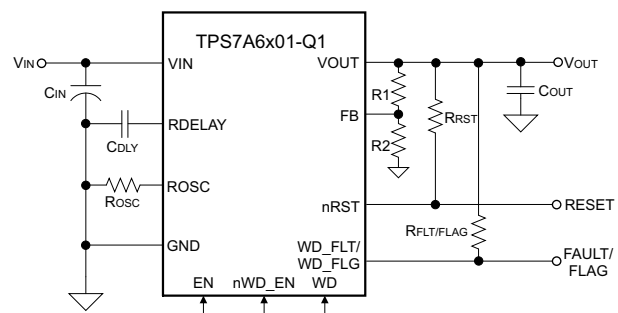 TPS7A6x01-Q1
VIN
VIN
VOUT
VOUT
CIN
R1
COUT
FB
RRST
RDELAY
CDLY
R2
ROSC
ROSC
nRST
RESET
RFLT/FLAG
GND
WD_FLT/
WD_FLG
FAULT/
FLAG
EN nWD_EN WD